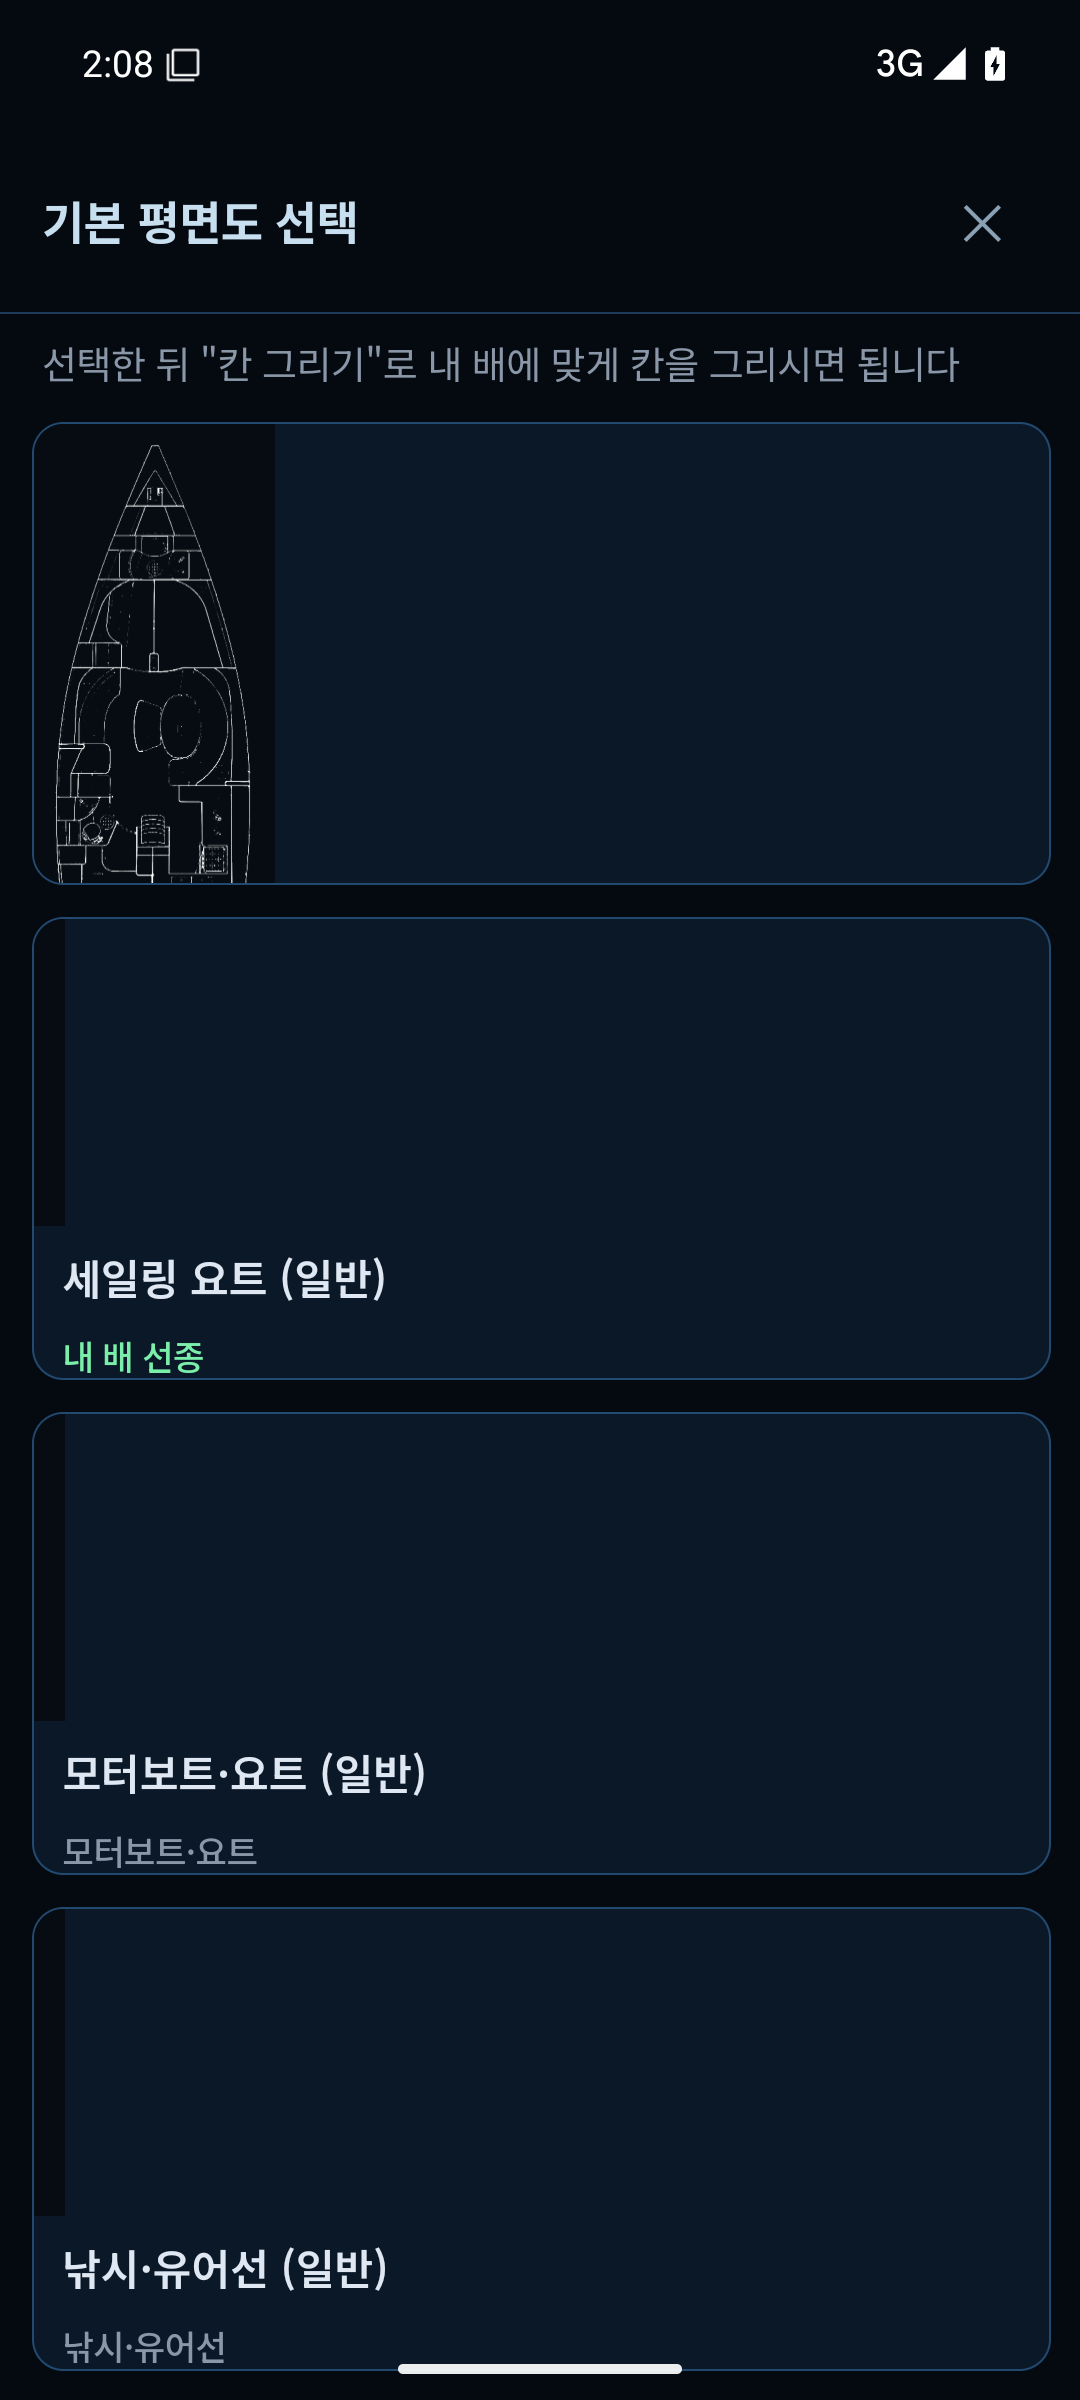 2:08 3G
기본 평면도 선택
선택한 뒤 "칸 그리기"로 내 배에 맞게 칸을 그리시면 됩니다
세일링 요트 (일반)
내 배 선종
모터보트·요트 (일반)
모터보트·요트
낚시·유어선 (일반)
낚시·유어선